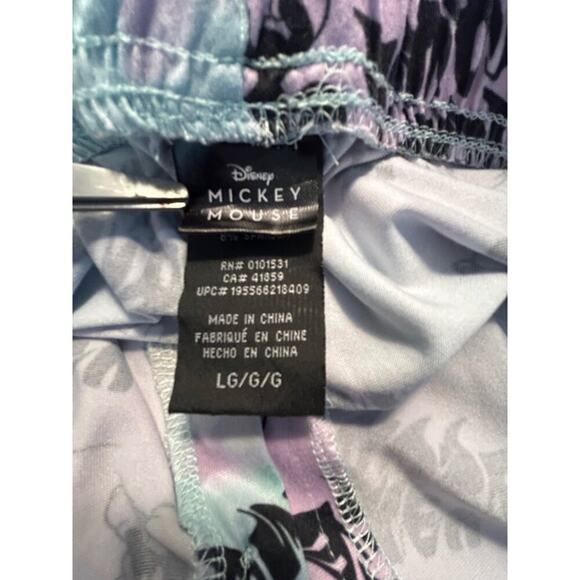 Disney
MICKEY
MOUSE
RN# 0101531
CA# 41859
UPC# 195566218409
MADE IN CHINA
FABRIQUÉ EN CHINE
HECHO EN CHINA
LG/G/G